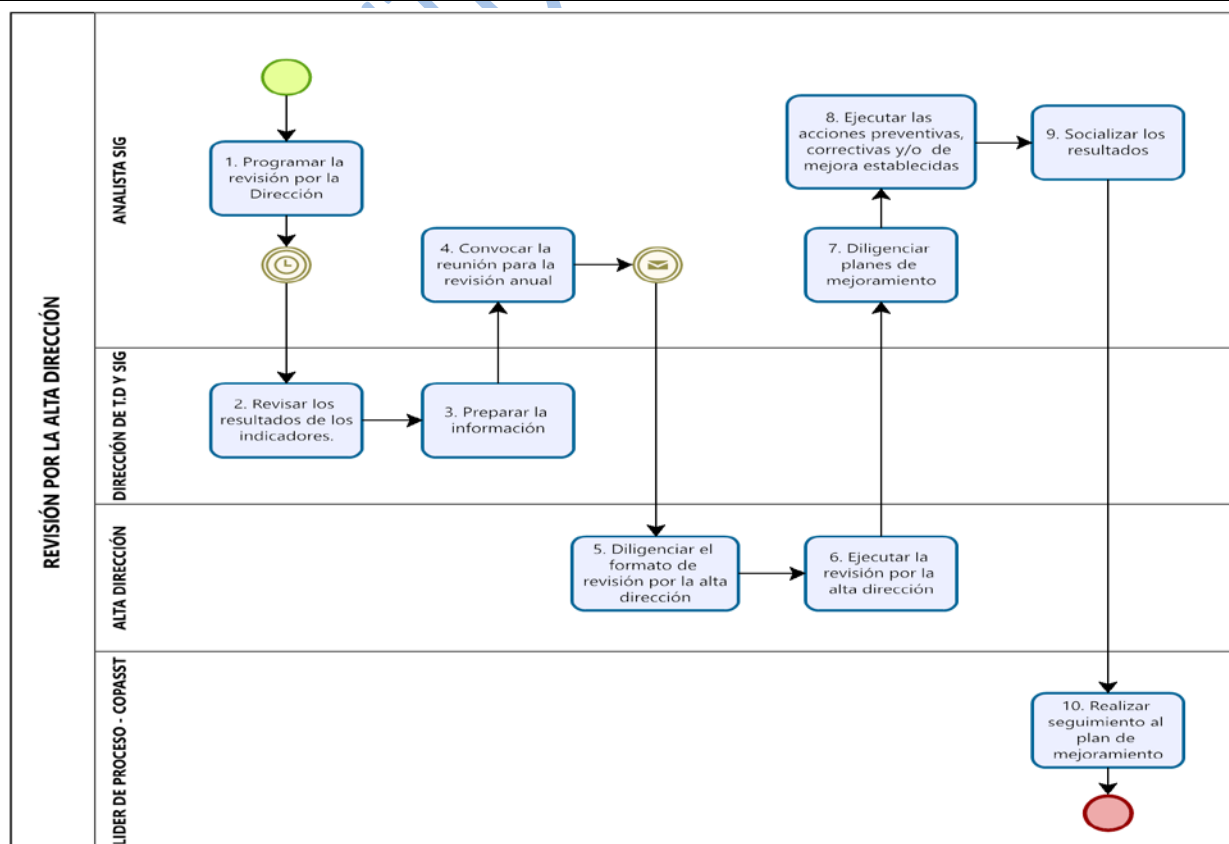 REVISIÓN POR LA ALTA DIRECCIÓN
ANALISTA SIG
1. Programar la
revisión por la
Dirección
4. Convocar la
reunión para la
revisión anual
8. Ejecutar las
acciones preventivas,
correctivas y/o de
mejora establecidas
9. Socializar los
resultados
7. Diligenciar
planes de
mejoramiento
DIRECCIÓN DE T.D Y SIG
2. Revisar los
resultados de los
indicadores.
3. Preparar la
información
ALTA DIRECCIÓN
5. Diligenciar el
formato de
revisión por la alta
dirección
6. Ejecutar la
revisión por la
alta dirección
LIDER DE PROCESO - COPASST
10. Realizar
seguimiento al
plan de
mejoramiento